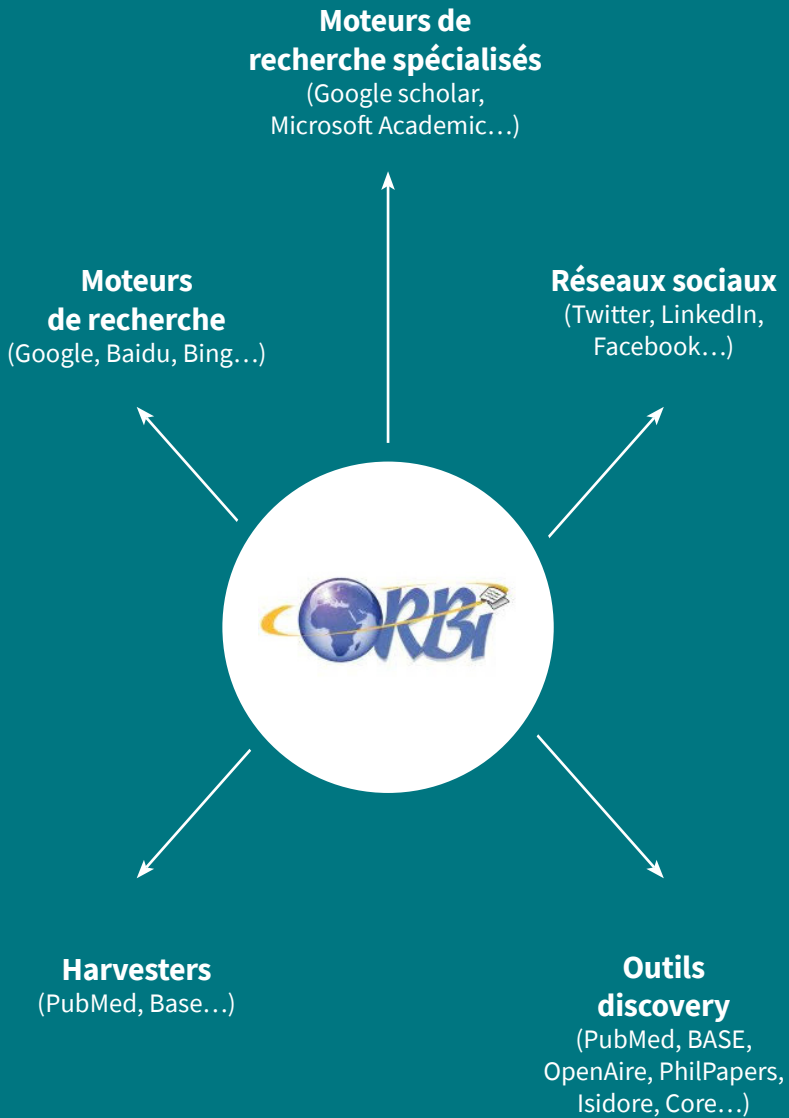 Moteurs de
recherche spécialisés
(Google scholar,
Microsoft Academic…)
Moteurs
de recherche
(Google, Baidu, Bing…)
Réseaux sociaux
(Twitter, LinkedIn,
Facebook…)
ORBi
Harvesters
(PubMed, Base…)
Outils
discovery
(PubMed, BASE,
OpenAire, PhilPapers,
Isidore, Core…)